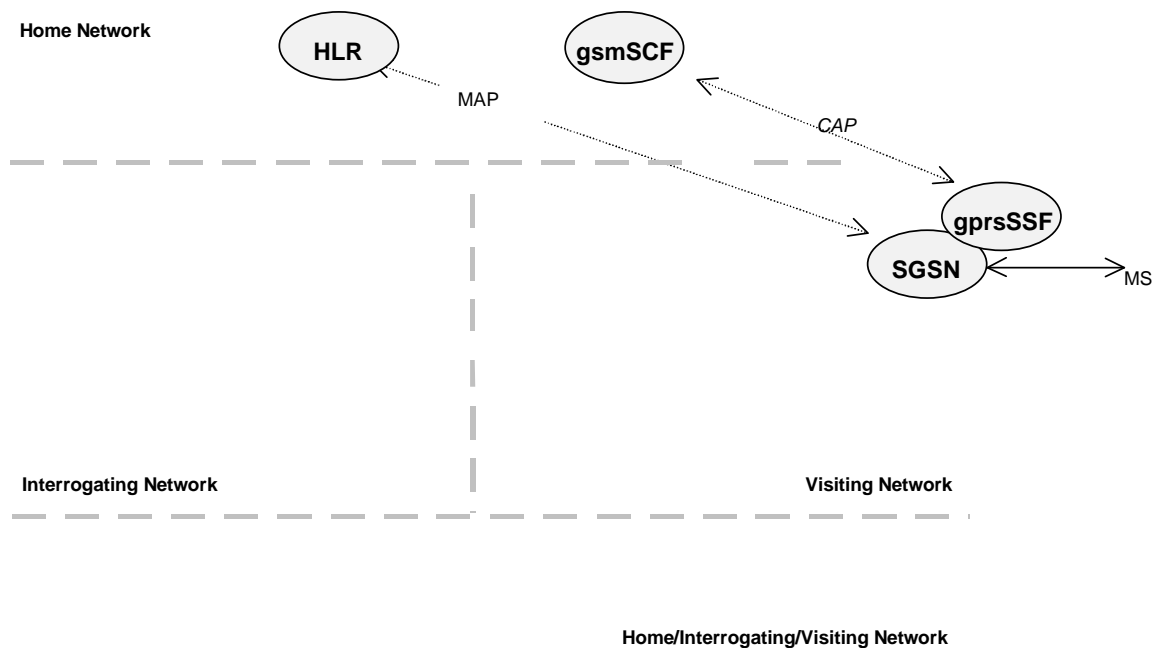 Home Network
HLR
gsmSCF
MAP
CAP
gprsSSF
SGSN
MS
Interrogating Network
Visiting Network
Home/Interrogating/Visiting Network